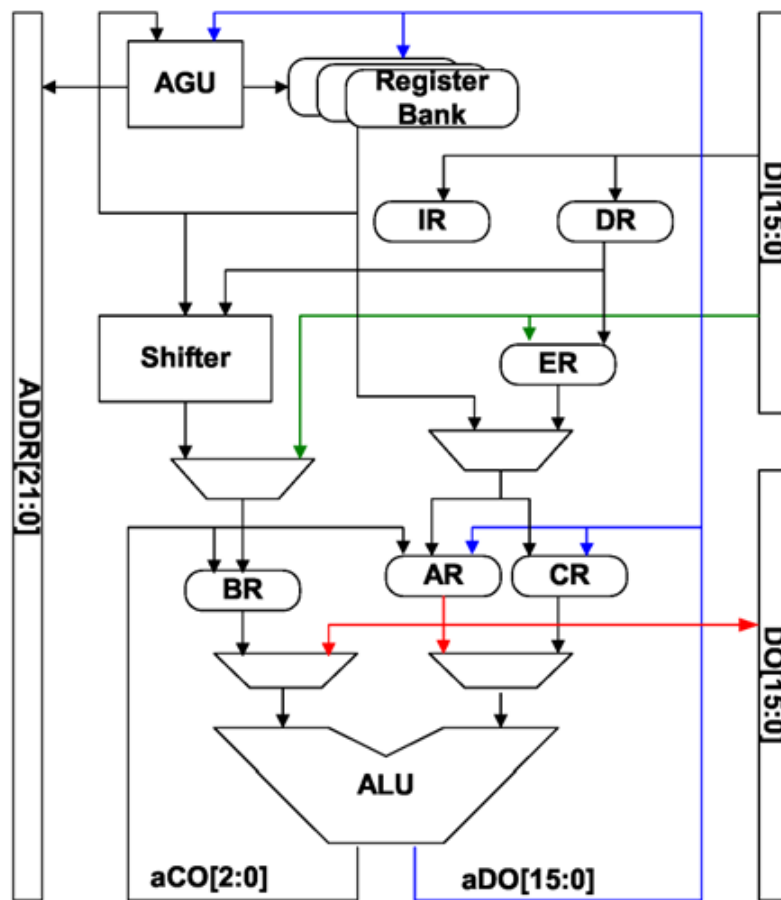 AGU
Register
Bank
DI[15:0]
IR
DR
Shifter
ER
ADDR[21:0]
BR
AR
CR
DO[15:0]
ALU
aCO[2:0]
aDO[15:0]